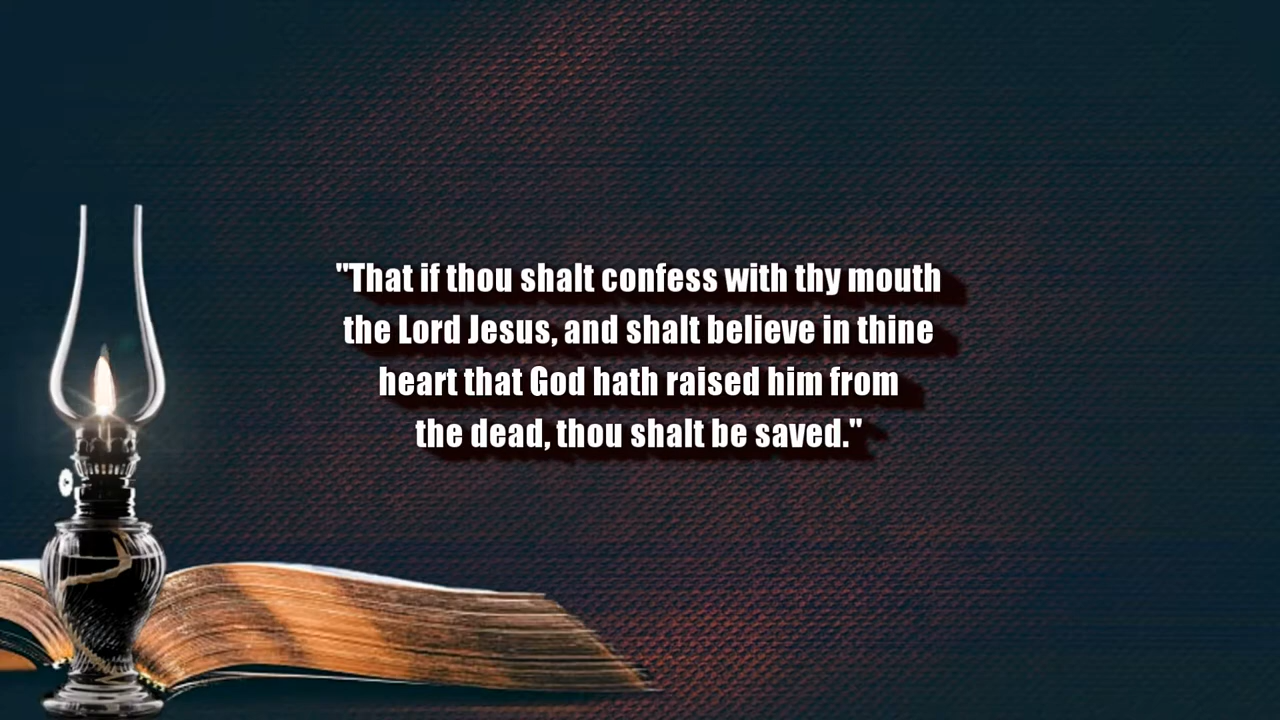 "That if thou shalt confess with thy mouth
the Lord Jesus, and shalt believe in thine
heart that God hath raised him from
the dead, thou shalt be saved."